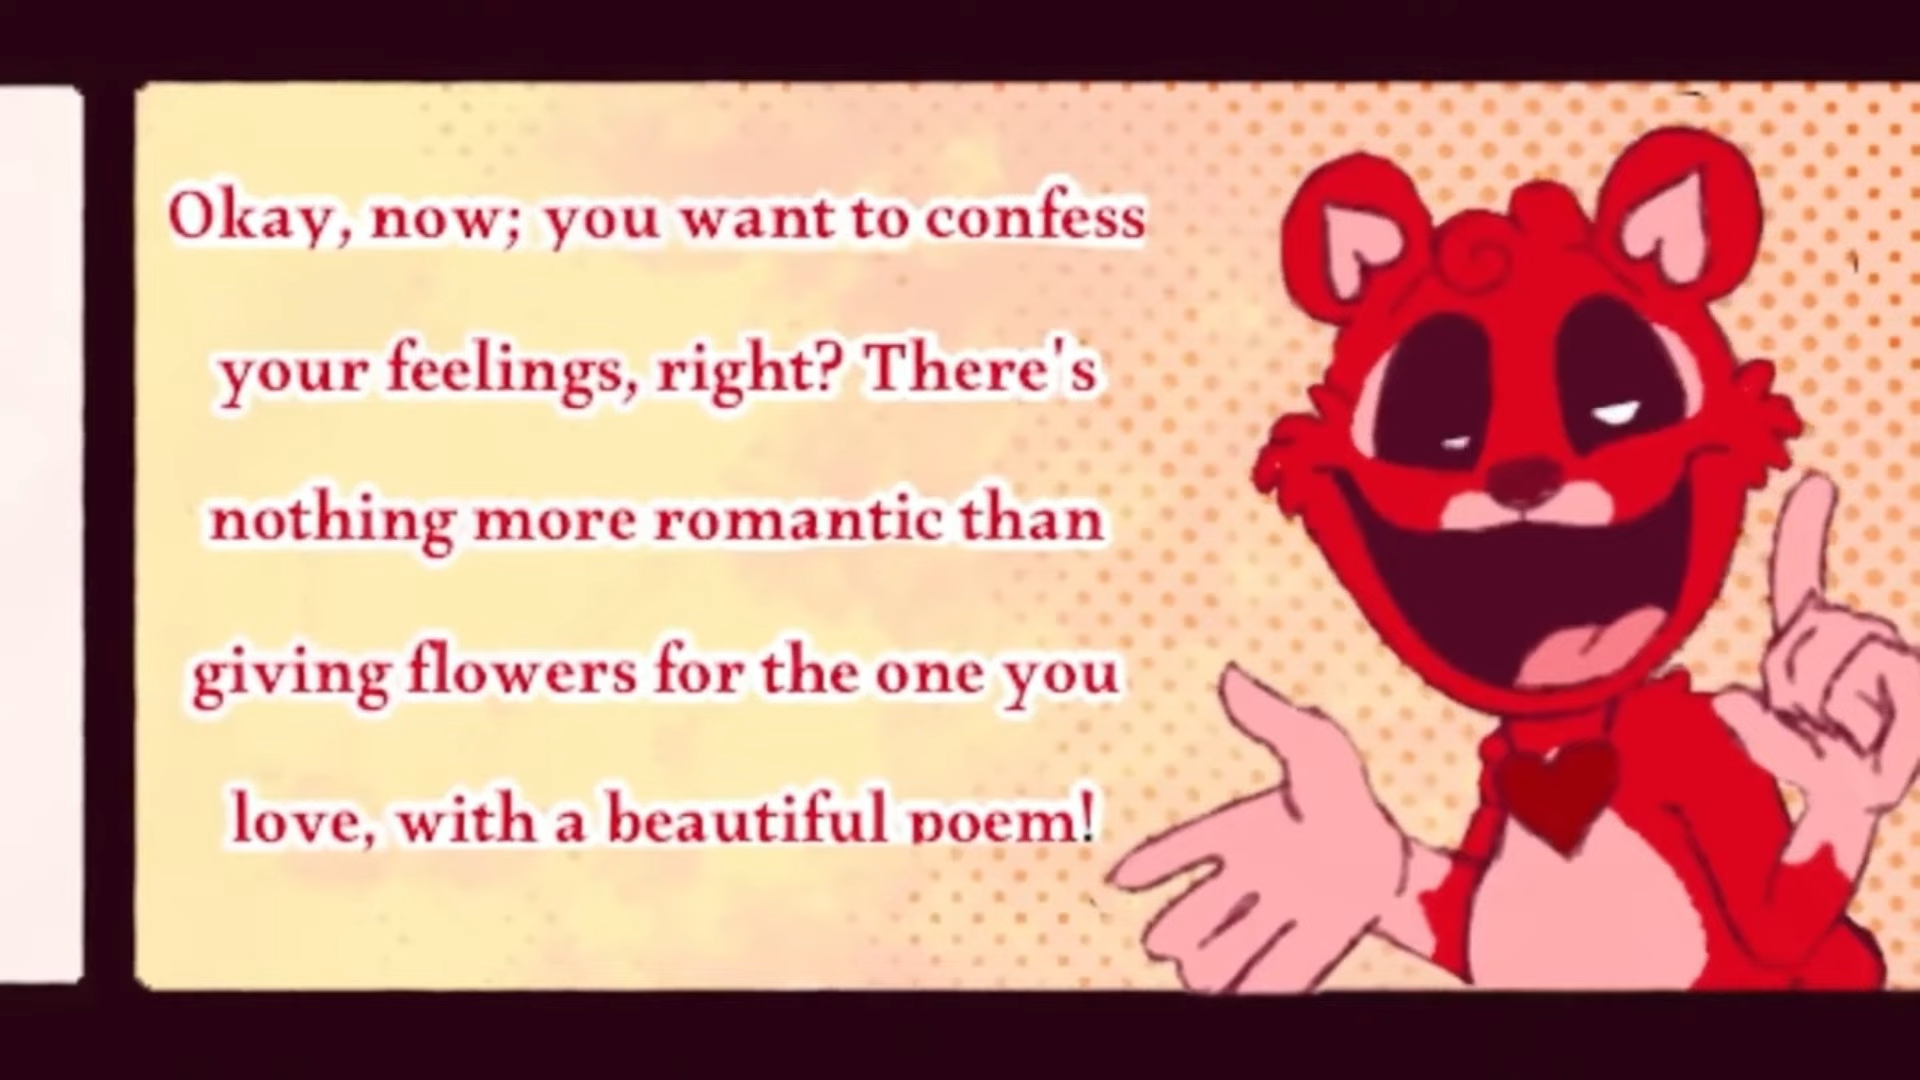 Okay, now; you want to confess
your feelings, right? There's
nothing more romantic than
giving flowers for the one you
love, with a beautiful poem!